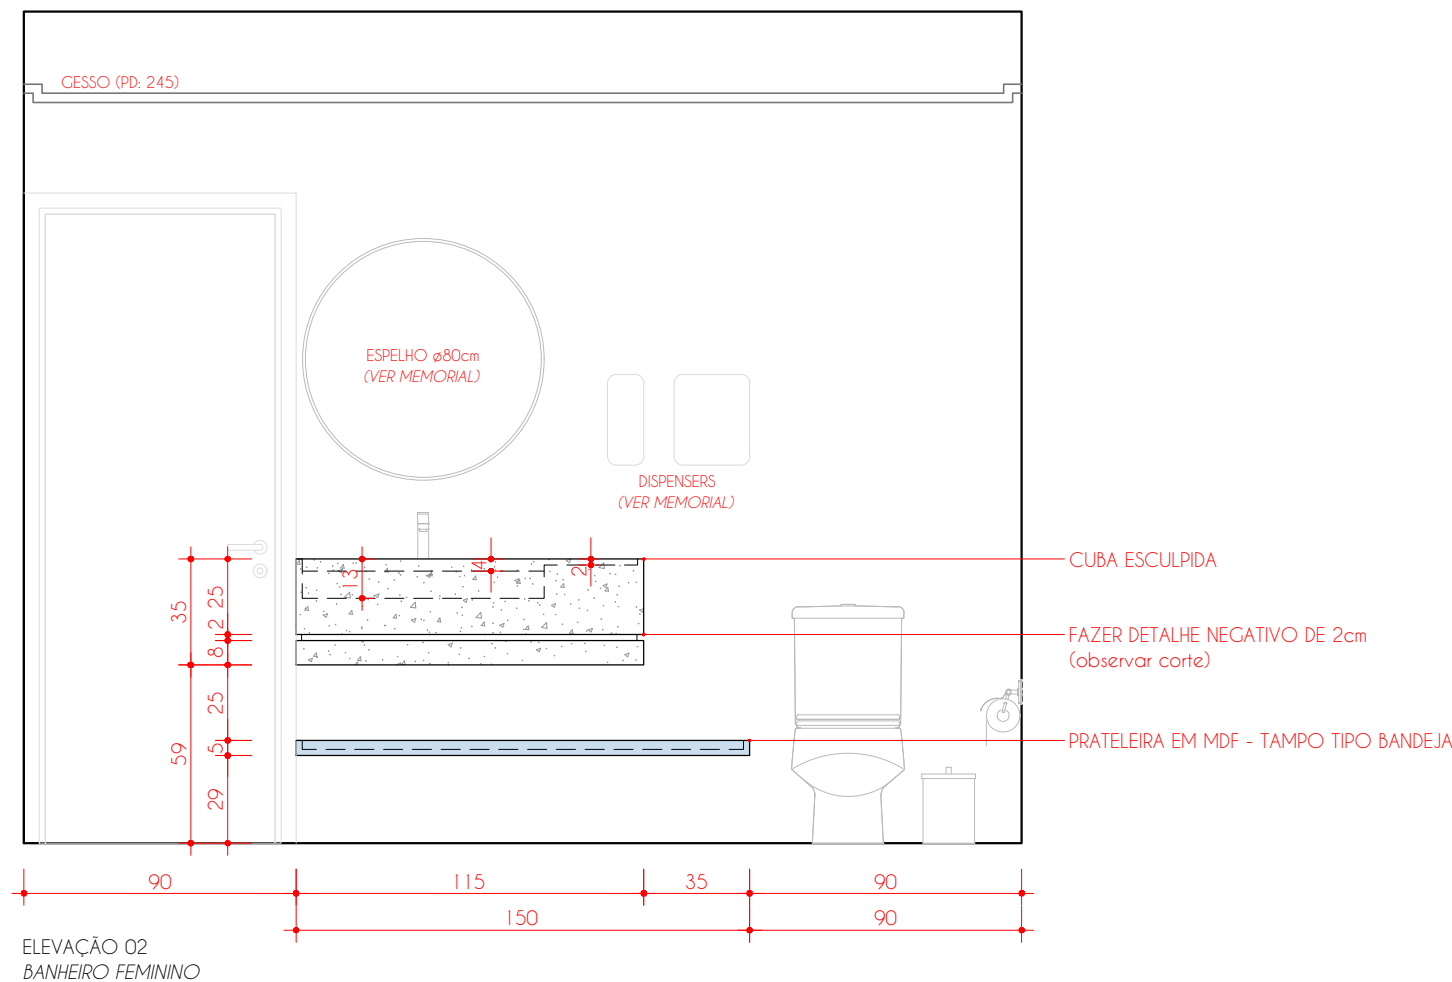 GESSO (PD: 245)
ESPELHO ø80cm
(VER MEMORIAL)
DISPENSERS
(VER MEMORIAL)
13
4
2
CUBA ESCULPIDA
35
25
2
8
FAZER DETALHE NEGATIVO DE 2cm
(observar corte)
25
59
5
29
PRATELEIRA EM MDF - TAMPO TIPO BANDEJA
90
115
35
90
150
90
ELEVAÇÃO 02
BANHEIRO FEMININO